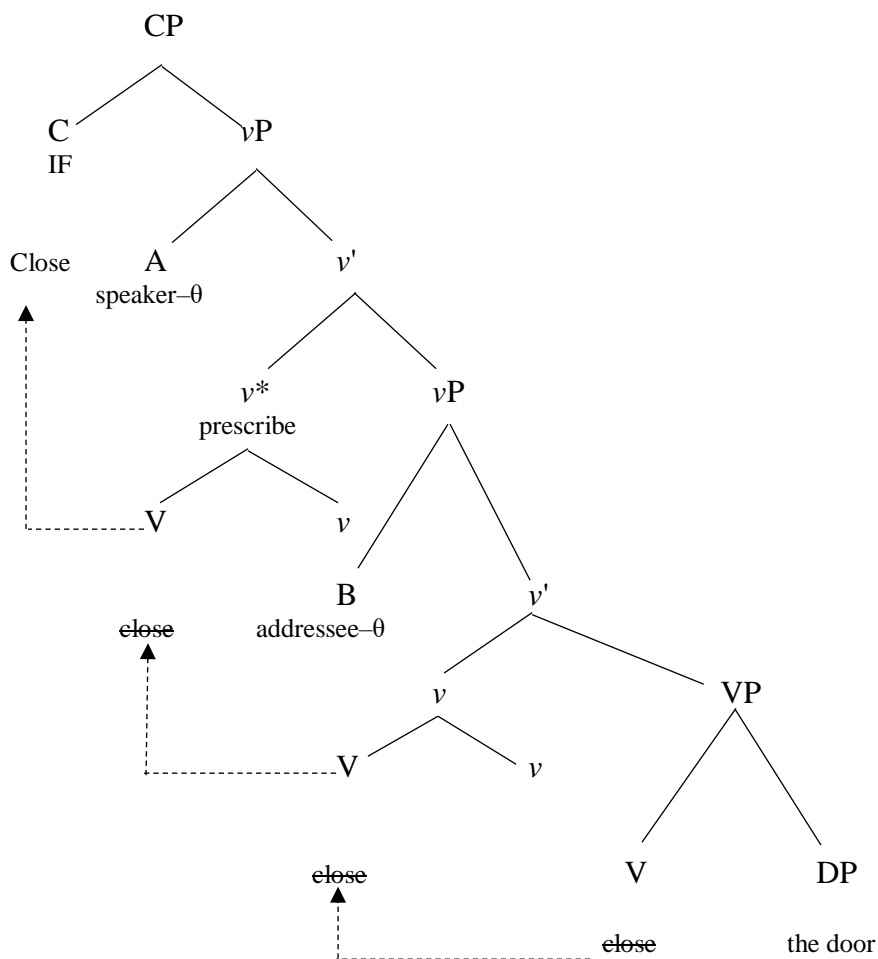 CP
C vP
IF
Close A v'
speaker–θ
v* vP
prescribe
V v
B v'
close addressee–θ
v VP
V v
close V DP
close the door